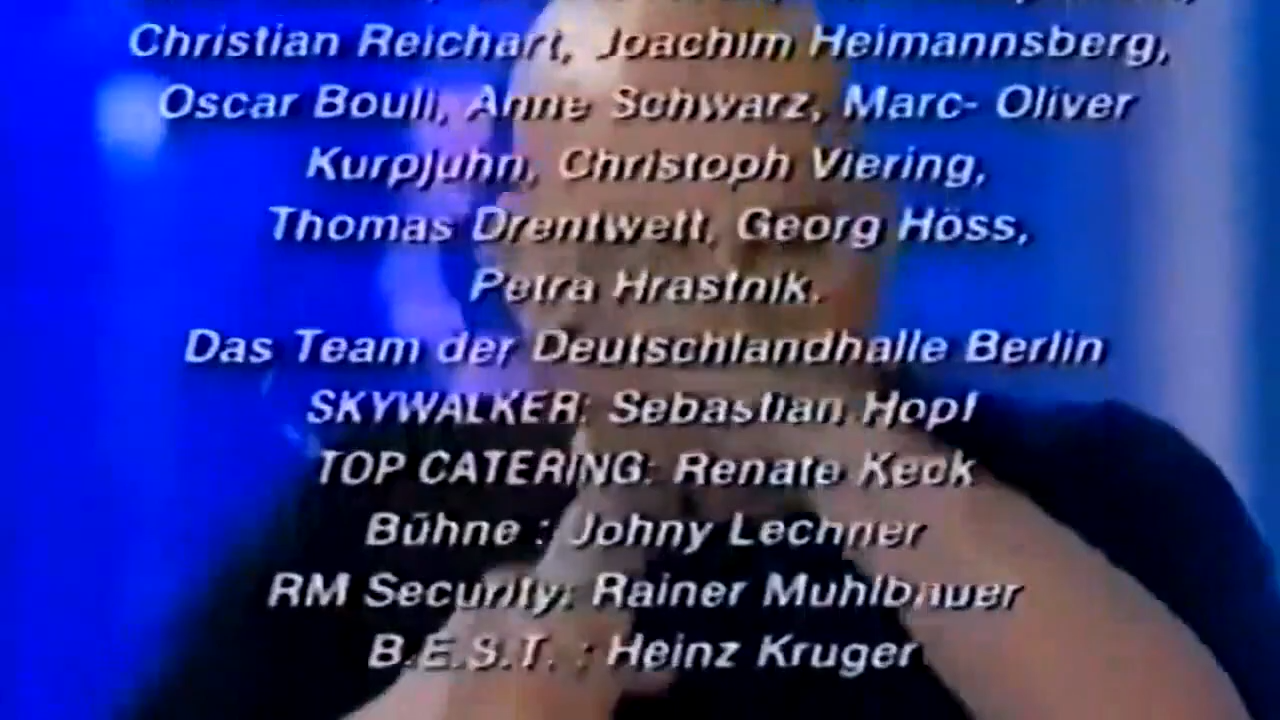 Christian Reichart, Joachim Heimannsberg,
Oscar Bouli, Anne Schwarz, Marc- Oliver
Kurpjuhn, Christoph Viering,
Thomas Drentwett, Georg Höss,
Petra Hrastnik.
Das Team der Deutschlandhalle Berlin
SKYWALKER: Sebastian Hopf
TOP CATERING: Renate Keck
Bühne : Johny Lechner
RM Security: Rainer Muhlbauer
B.E.S.T. : Heinz Kruger